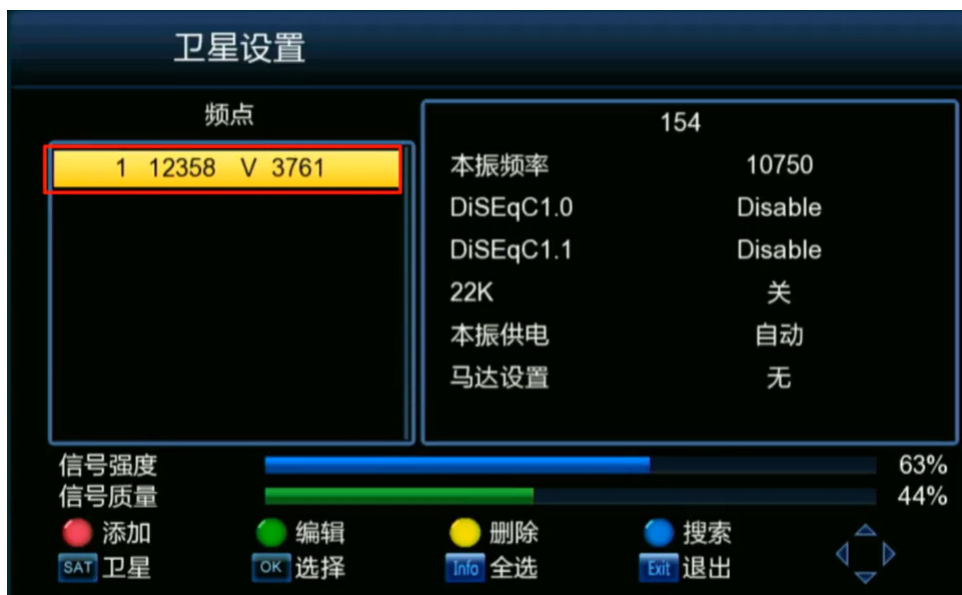 卫星设置
频点
1 12358 V 3761
154
本振频率 10750
DiSEqC1.0 Disable
DiSEqC1.1 Disable
22K 关
本振供电 自动
马达设置 无
信号强度 63%
信号质量 44%
添加 编辑 删除 搜索
SAT 卫星 OK 选择 Info 全选 Exit 退出